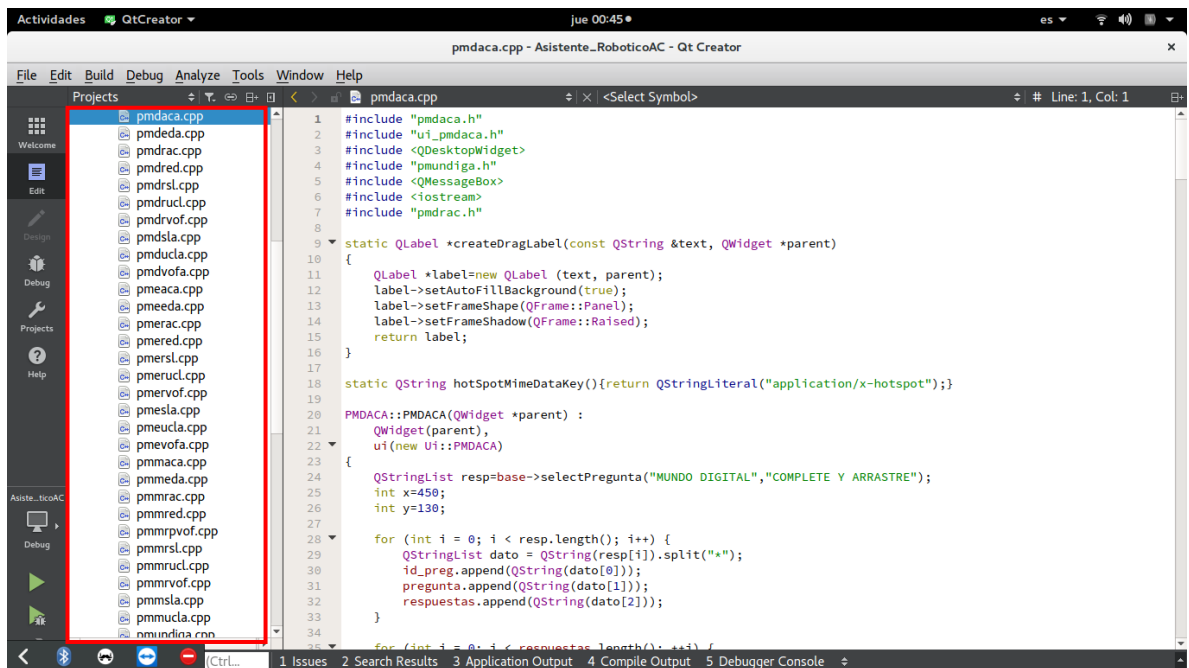 Actividades QtCreator jue 00:45 es
pmdaca.cpp - Asistente_RoboticoAC - Qt Creator ×
File Edit Build Debug Analyze Tools Window Help
Projects pmdaca.cpp <Select Symbol> # Line: 1, Col: 1
Welcome
Edit
Design
Debug
Projects
Help
Asiste...ticoAC
Debug
pmdaca.cpp
pmdeda.cpp
pmdrac.cpp
pmdred.cpp
pmdrsl.cpp
pmdrucl.cpp
pmdrvof.cpp
pmdsla.cpp
pmducla.cpp
pmdvofa.cpp
pmeaca.cpp
pmeeda.cpp
pmerac.cpp
pmered.cpp
pmersl.cpp
pmerucl.cpp
pmervof.cpp
pmesla.cpp
pmeucla.cpp
pmevofa.cpp
pmmaca.cpp
pmmeda.cpp
pmmrac.cpp
pmmred.cpp
pmmrpvof.cpp
pmmrsl.cpp
pmmrucl.cpp
pmmrvof.cpp
pmmsla.cpp
pmmucla.cpp
pmundiga.cpp
1 #include "pmdaca.h"
2 #include "ui_pmdaca.h"
3 #include <QDesktopWidget>
4 #include "pmundiga.h"
5 #include <QMessageBox>
6 #include <iostream>
7 #include "pmdrac.h"
8
9 static QLabel *createDragLabel(const QString &text, QWidget *parent)
10 {
11     QLabel *label=new QLabel (text, parent);
12     label->setAutoFillBackground(true);
13     label->setFrameShape(QFrame::Panel);
14     label->setFrameShadow(QFrame::Raised);
15     return label;
16 }
17
18 static QString hotSpotMimeDataKey(){return QStringLiteral("application/x-hotspot");}
19
20 PMDACA::PMDACA(QWidget *parent) :
21     QWidget(parent),
22     ui(new Ui::PMDACA)
23 {
24     QStringList resp=base->selectPregunta("MUNDO DIGITAL","COMPLETE Y ARRASTRE");
25     int x=450;
26     int y=130;
27
28     for (int i = 0; i < resp.length(); i++) {
29         QStringList dato = QString(resp[i]).split("*");
30         id_preg.append(QString(dato[0]));
31         pregunta.append(QString(dato[1]));
32         respuestas.append(QString(dato[2]));
33     }
34
35     for (int i = 0; i < respuestas.length(); ++i) {
(Ctrl... 1 Issues 2 Search Results 3 Application Output 4 Compile Output 5 Debugger Console